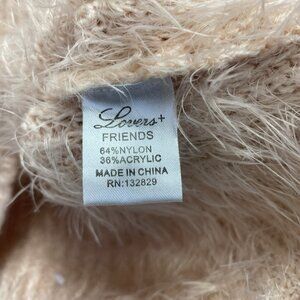 Lovers+
FRIENDS
64%NYLON
36%ACRYLIC
MADE IN CHINA
RN:132829